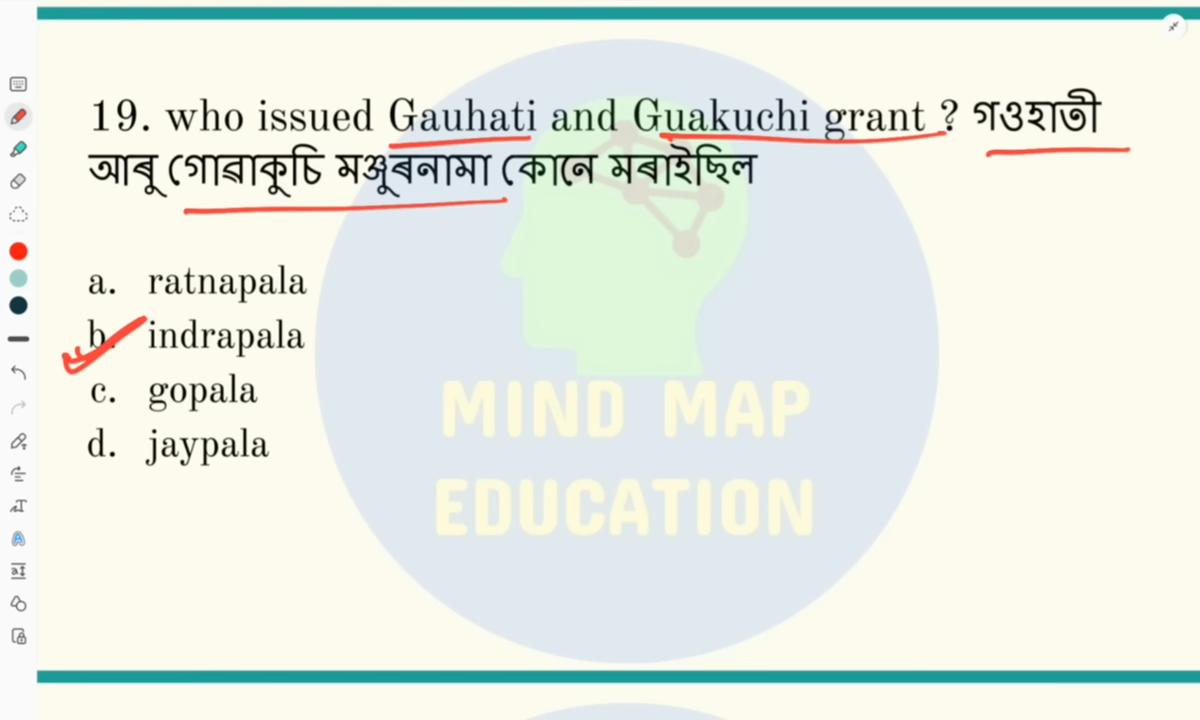 19. who issued Gauhati and Guakuchi grant ? গওহাতী
আৰু গোৱাকুচি মঞ্জুৰনামা কোনে মৰাইছিল
a. ratnapala
b. indrapala
c. gopala
d. jaypala
MIND MAP
EDUCATION